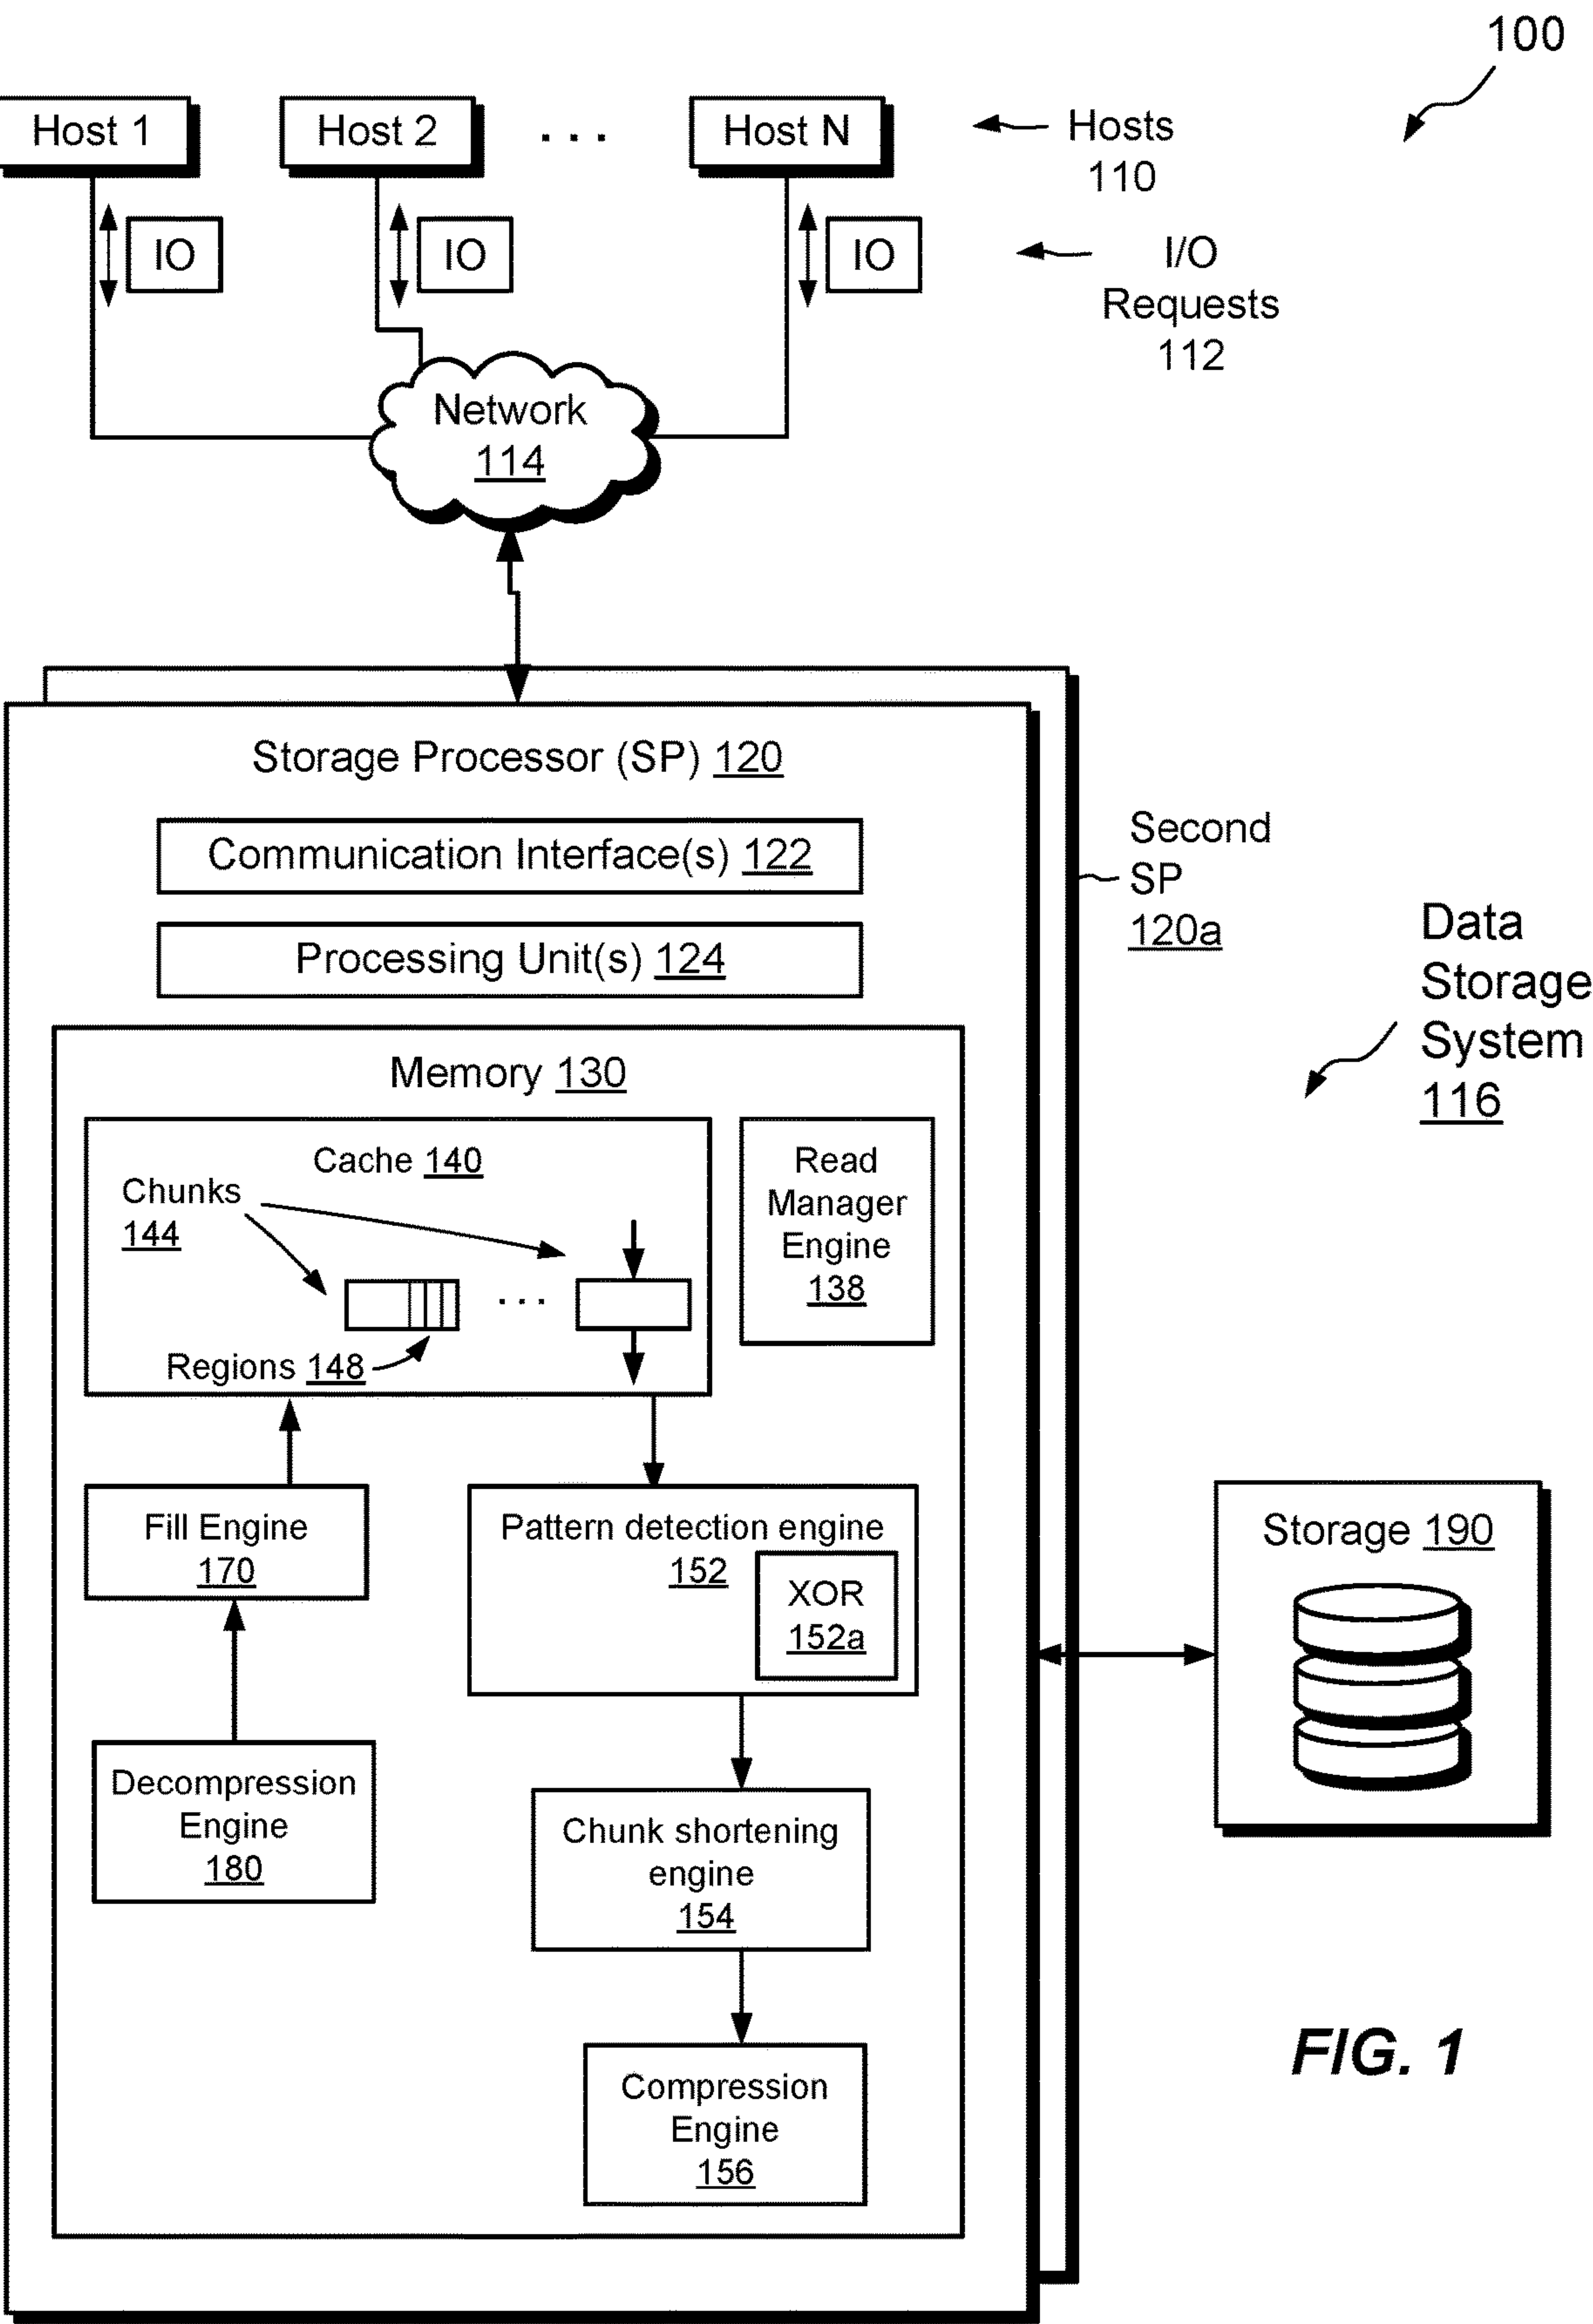 100
Host 1
Host 2
. . .
Host N
Hosts
110
IO
IO
IO
I/O
Requests
112
Network
114
Storage Processor (SP) 120
Communication Interface(s) 122
Processing Unit(s) 124
Second
SP
120a
Data
Storage
System
116
Memory 130
Cache 140
Chunks
144
. . .
Regions 148
Read
Manager
Engine
138
Fill Engine
170
Pattern detection engine
152
XOR
152a
Storage 190
Decompression
Engine
180
Chunk shortening
engine
154
Compression
Engine
156
FIG. 1